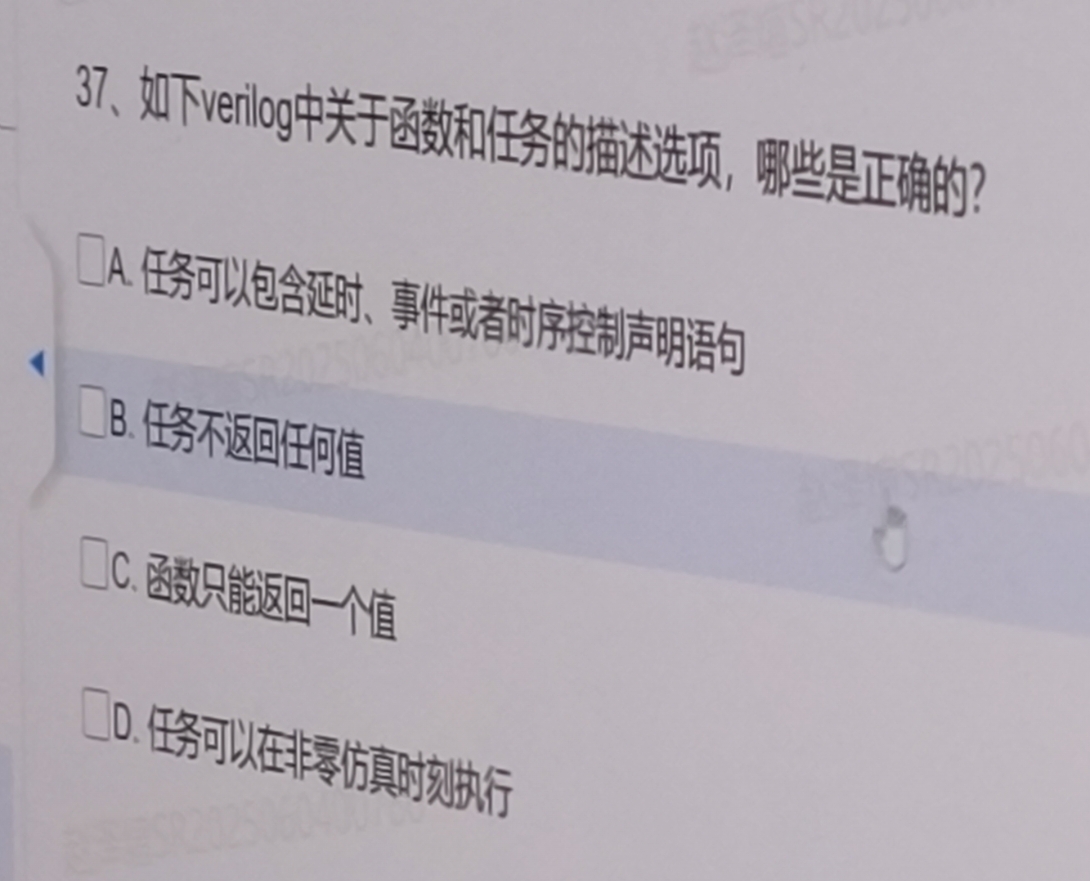 37、如下verilog中关于函数和任务的描述选项，哪些是正确的？
A. 任务可以包含延时、事件或者时序控制声明语句
B. 任务不返回任何值
C. 函数只能返回一个值
D. 任务可以在非零仿真时刻执行